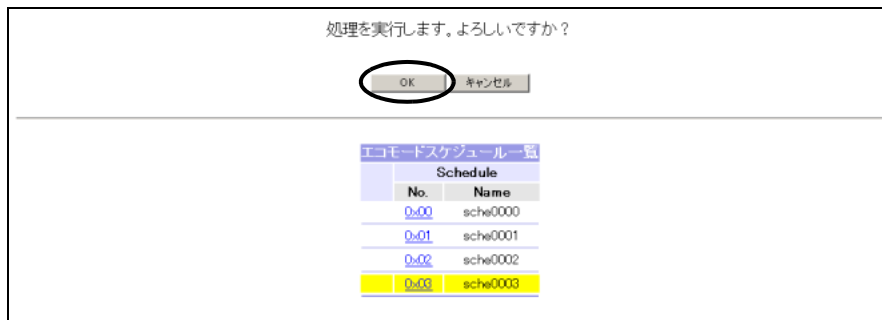 処理を実行します。よろしいですか？
OK キャンセル
エコモードスケジュール一覧
Schedule
No. Name
0x00 sche0000
0x01 sche0001
0x02 sche0002
0x03 sche0003